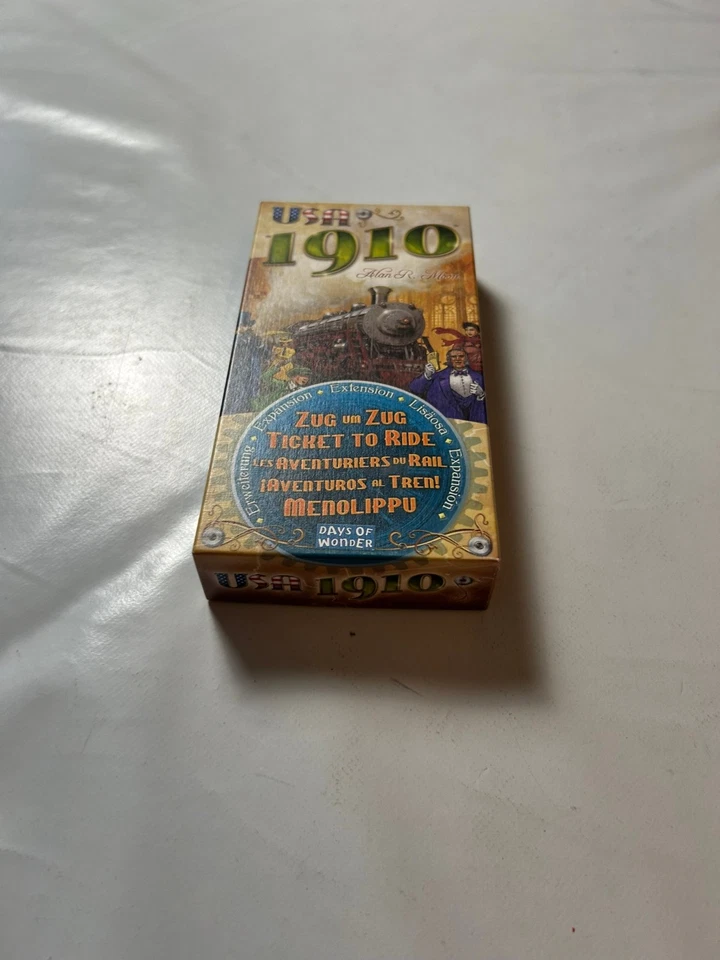 USA
1910
Alan R. Moon
Erweiterung • Expansion • Extension • Lisäosa • Expansion
ZUG UM ZUG
TICKET TO RIDE
LES AVENTURIERS DU RAIL
¡AVENTUROS AL TREN!
MENOLIPPU
DAYS OF
WONDER
USA 1910